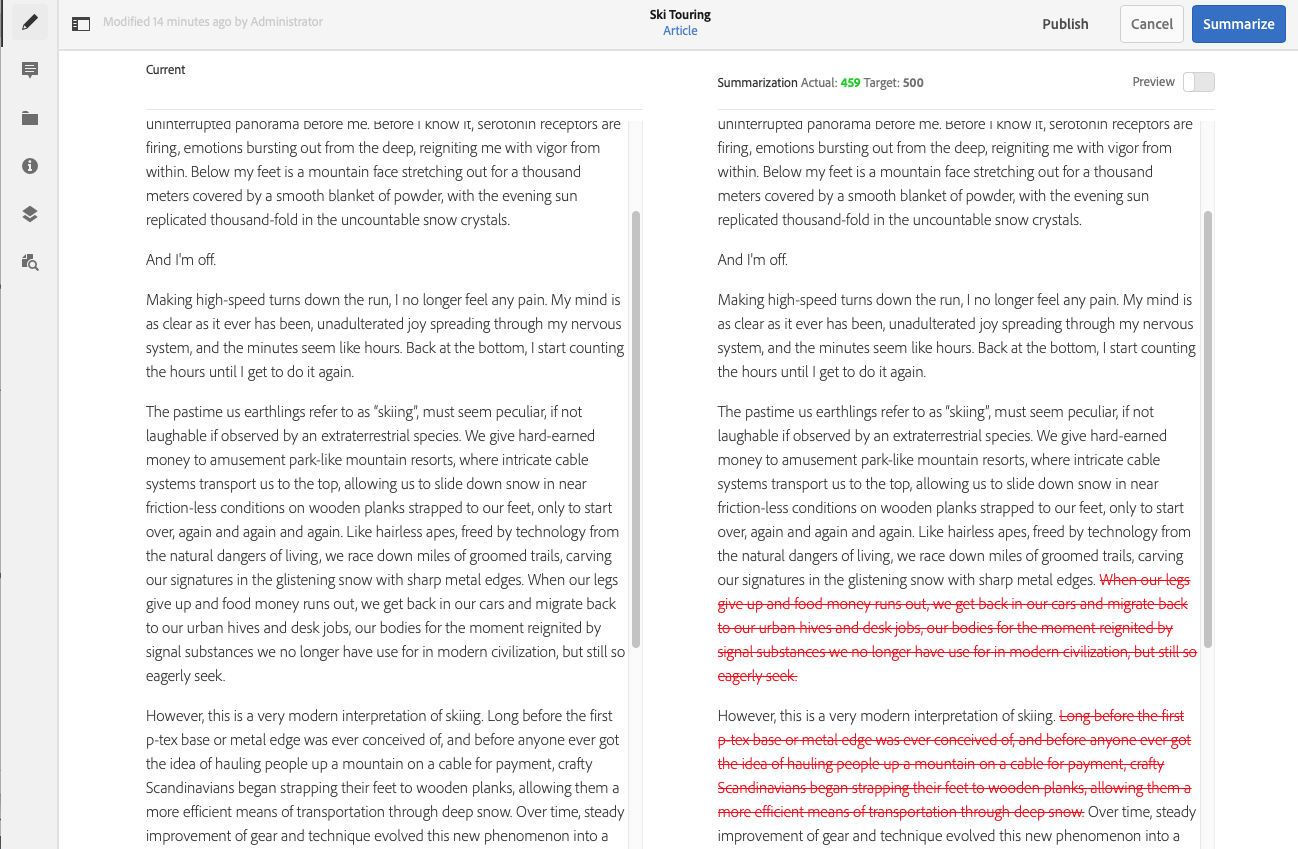 Modified 14 minutes ago by Administrator
Ski Touring
Article
Publish
Cancel
Summarize
Current
uninterrupted panorama before me. Before I know it, serotonin receptors are
firing, emotions bursting out from the deep, reigniting me with vigor from
within. Below my feet is a mountain face stretching out for a thousand
meters covered by a smooth blanket of powder, with the evening sun
replicated thousand-fold in the uncountable snow crystals.
And I'm off.
Making high-speed turns down the run, I no longer feel any pain. My mind is
as clear as it ever has been, unadulterated joy spreading through my nervous
system, and the minutes seem like hours. Back at the bottom, I start counting
the hours until I get to do it again.
The pastime us earthlings refer to as “skiing”, must seem peculiar, if not
laughable if observed by an extraterrestrial species. We give hard-earned
money to amusement park-like mountain resorts, where intricate cable
systems transport us to the top, allowing us to slide down snow in near
friction-less conditions on wooden planks strapped to our feet, only to start
over, again and again and again. Like hairless apes, freed by technology from
the natural dangers of living, we race down miles of groomed trails, carving
our signatures in the glistening snow with sharp metal edges. When our legs
give up and food money runs out, we get back in our cars and migrate back
to our urban hives and desk jobs, our bodies for the moment reignited by
signal substances we no longer have use for in modern civilization, but still so
eagerly seek.
However, this is a very modern interpretation of skiing. Long before the first
p-tex base or metal edge was ever conceived of, and before anyone ever got
the idea of hauling people up a mountain on a cable for payment, crafty
Scandinavians began strapping their feet to wooden planks, allowing them a
more efficient means of transportation through deep snow. Over time, steady
improvement of gear and technique evolved this new phenomenon into a
Summarization Actual: 459 Target: 500
Preview
uninterrupted panorama before me. Before I know it, serotonin receptors are
firing, emotions bursting out from the deep, reigniting me with vigor from
within. Below my feet is a mountain face stretching out for a thousand
meters covered by a smooth blanket of powder, with the evening sun
replicated thousand-fold in the uncountable snow crystals.
And I'm off.
Making high-speed turns down the run, I no longer feel any pain. My mind is
as clear as it ever has been, unadulterated joy spreading through my nervous
system, and the minutes seem like hours. Back at the bottom, I start counting
the hours until I get to do it again.
The pastime us earthlings refer to as “skiing”, must seem peculiar, if not
laughable if observed by an extraterrestrial species. We give hard-earned
money to amusement park-like mountain resorts, where intricate cable
systems transport us to the top, allowing us to slide down snow in near
friction-less conditions on wooden planks strapped to our feet, only to start
over, again and again and again. Like hairless apes, freed by technology from
the natural dangers of living, we race down miles of groomed trails, carving
our signatures in the glistening snow with sharp metal edges. When our legs
give up and food money runs out, we get back in our cars and migrate back
to our urban hives and desk jobs, our bodies for the moment reignited by
signal substances we no longer have use for in modern civilization, but still so
eagerly seek.
However, this is a very modern interpretation of skiing. Long before the first
p-tex base or metal edge was ever conceived of, and before anyone ever got
the idea of hauling people up a mountain on a cable for payment, crafty
Scandinavians began strapping their feet to wooden planks, allowing them a
more efficient means of transportation through deep snow. Over time, steady
improvement of gear and technique evolved this new phenomenon into a